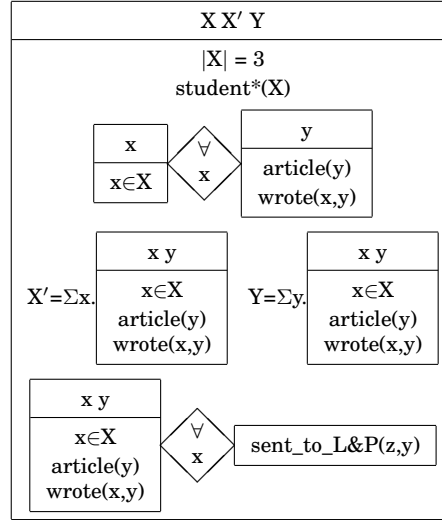 X X′ Y
|X| = 3
student*(X)
x
x∈X
∀
x
y
article(y)
wrote(x,y)
X′=Σx.
x y
x∈X
article(y)
wrote(x,y)
Y=Σy.
x y
x∈X
article(y)
wrote(x,y)
x y
x∈X
article(y)
wrote(x,y)
∀
x
sent_to_L&P(z,y)